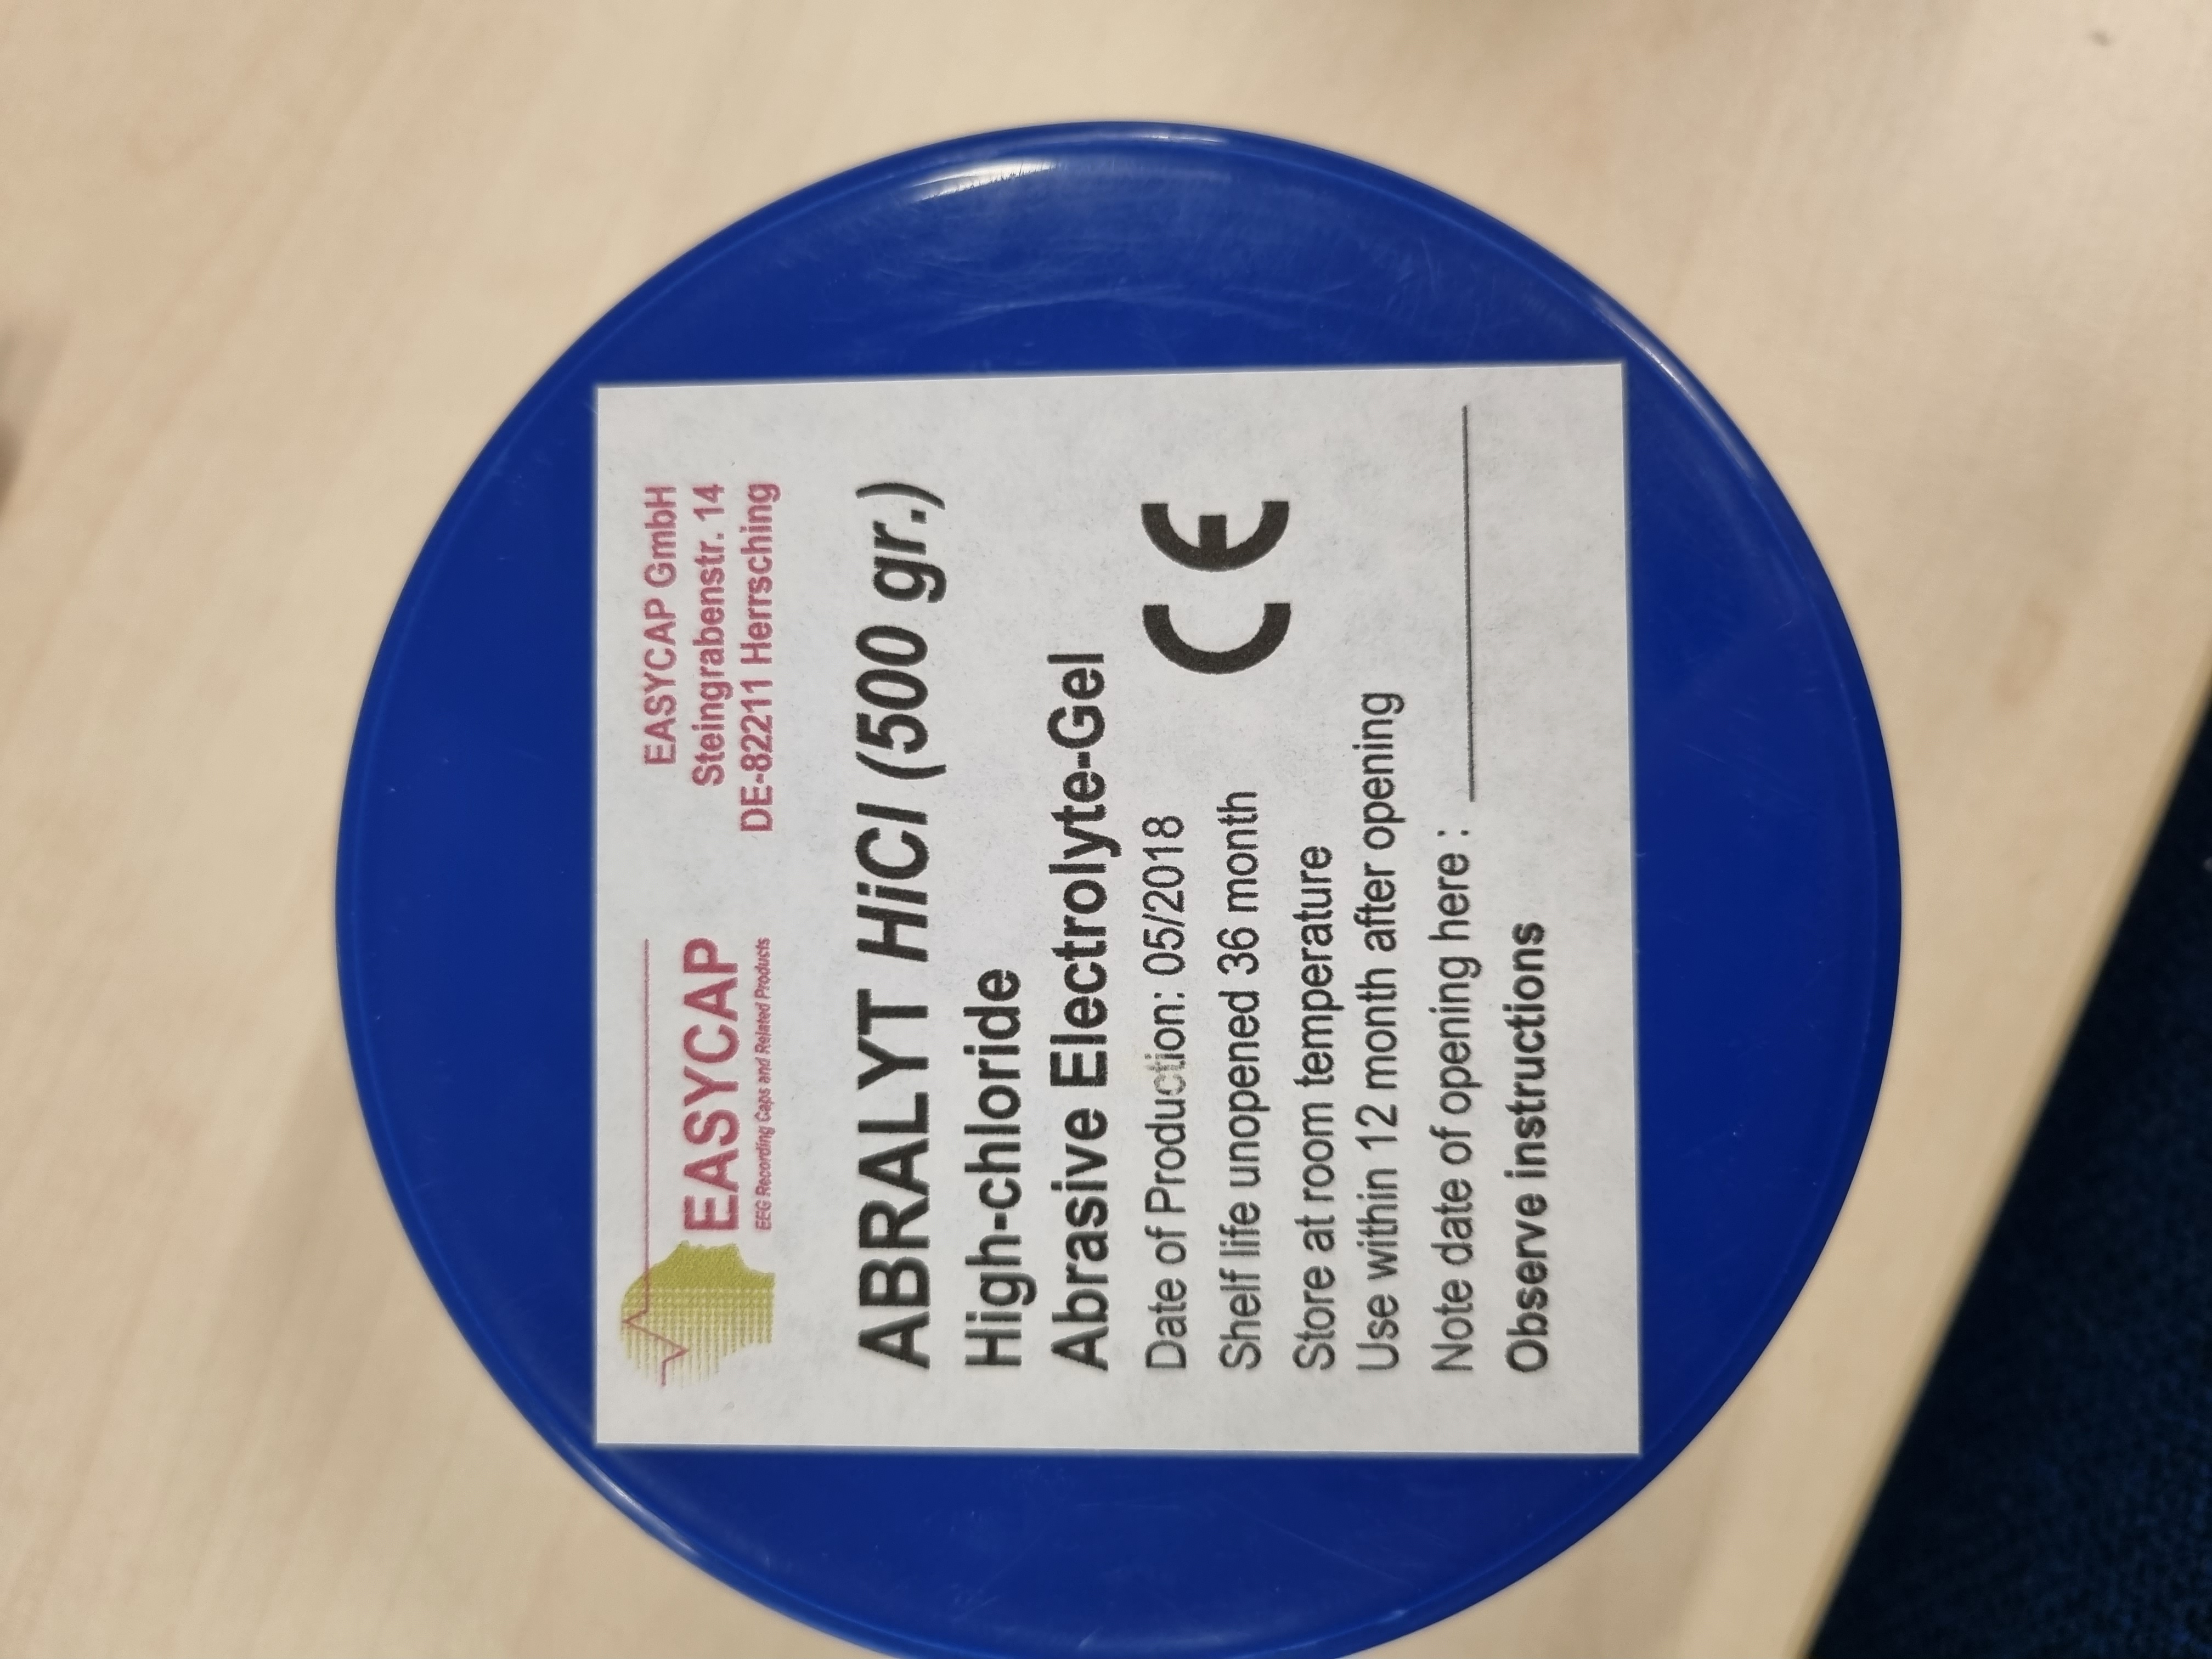 EASYCAP
EEG Recording Caps and Related Products
EASYCAP GmbH
Steingrabenstr. 14
DE-82211 Herrsching
ABRALYT HiCl (500 gr.)
High-chloride
Abrasive Electrolyte-Gel
Date of Production: 05/2018
Shelf life unopened 36 month
CE
Store at room temperature
Use within 12 month after opening
Note date of opening here :
Observe instructions